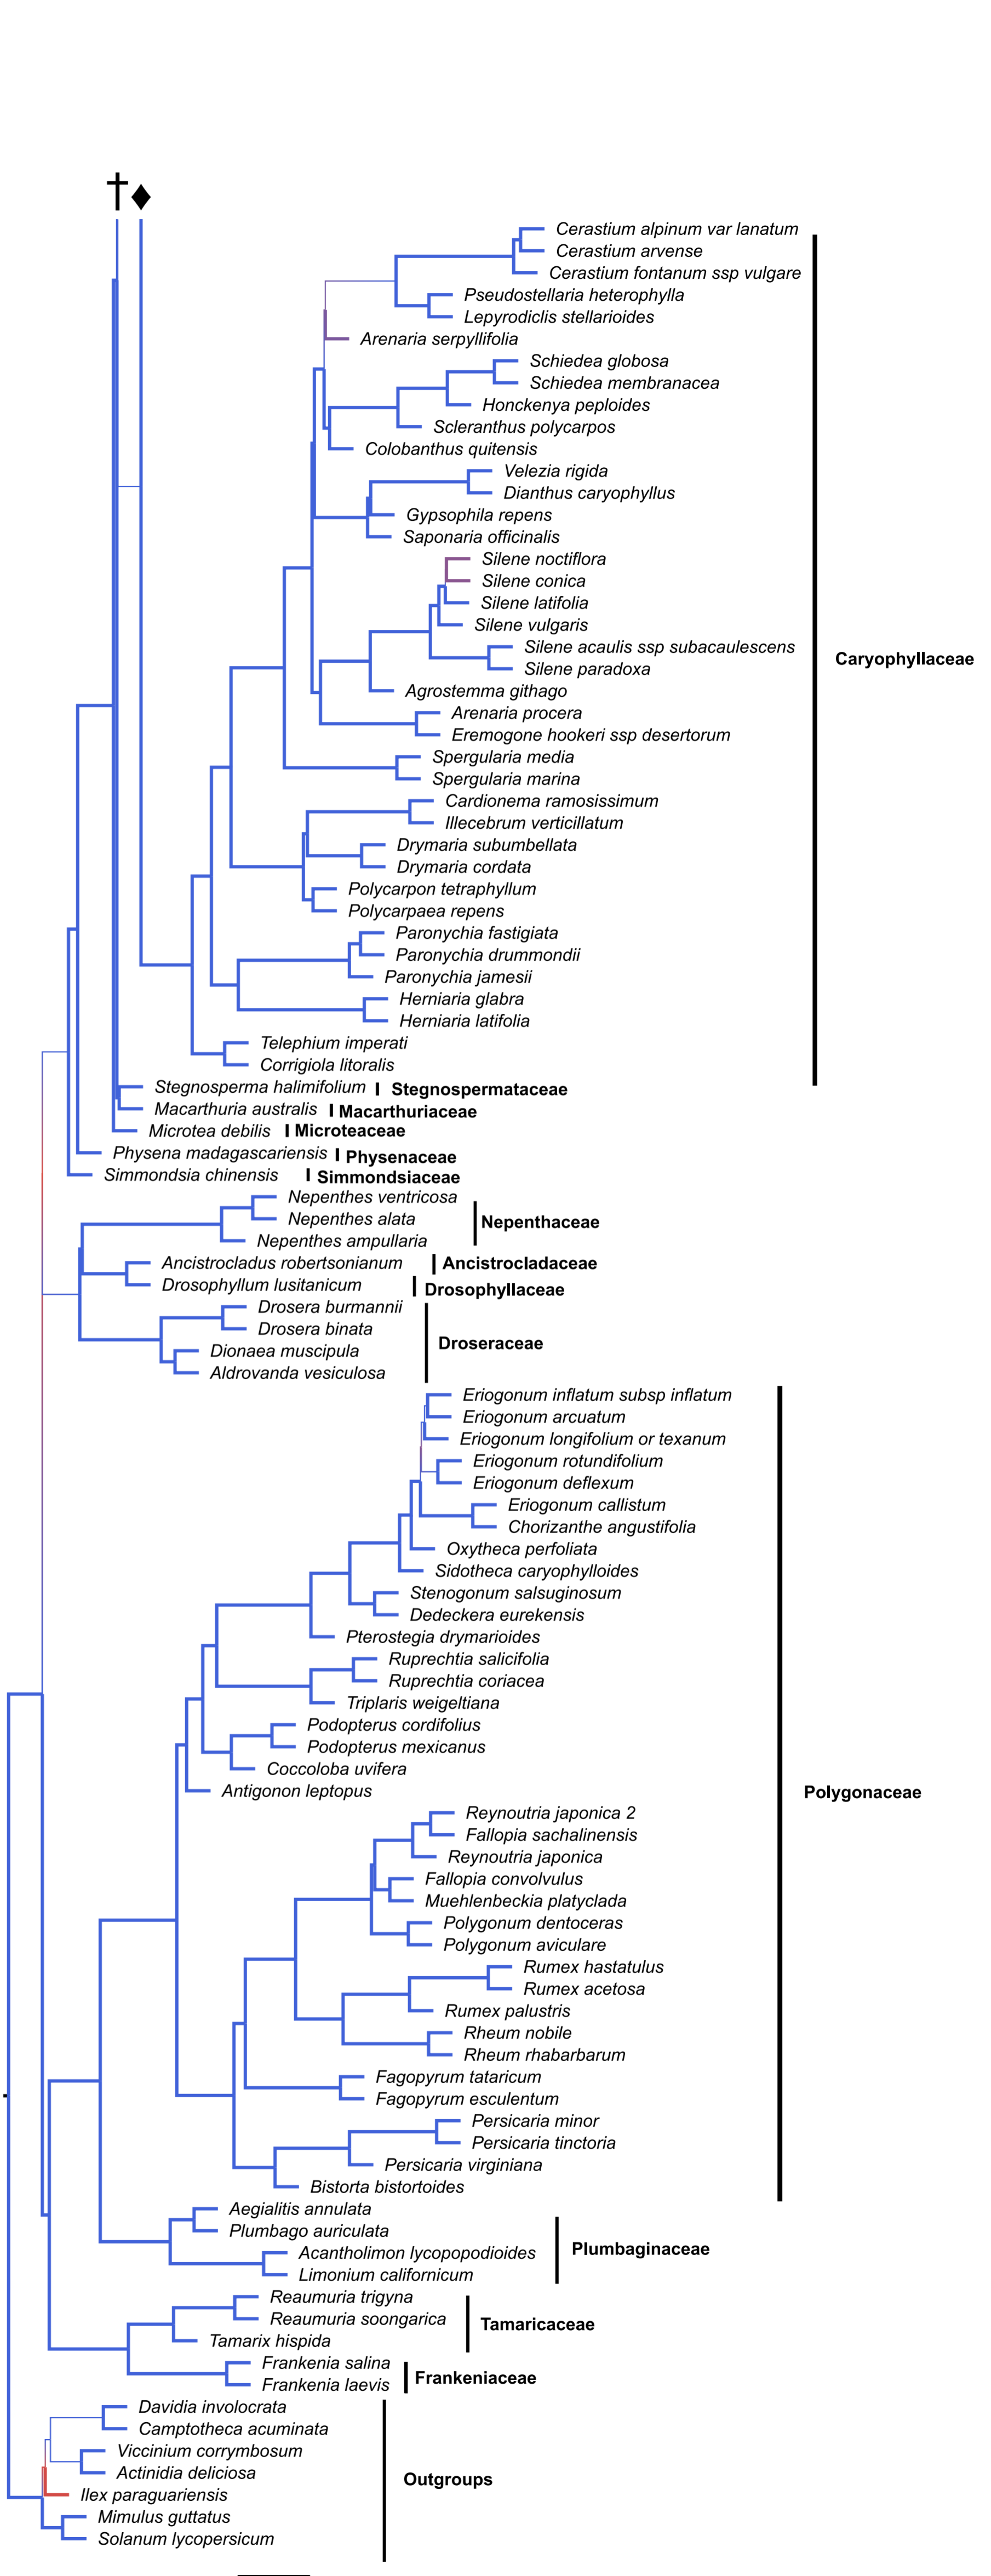 † ♦
Cerastium alpinum var lanatum
Cerastium arvense
Cerastium fontanum ssp vulgare
Pseudostellaria heterophylla
Lepyrodiclis stellarioides
Arenaria serpyllifolia
Schiedea globosa
Schiedea membranacea
Honckenya peploides
Scleranthus polycarpos
Colobanthus quitensis
Velezia rigida
Dianthus caryophyllus
Gypsophila repens
Saponaria officinalis
Silene noctiflora
Silene conica
Silene latifolia
Silene vulgaris
Silene acaulis ssp subacaulescens
Caryophyllaceae
Silene paradoxa
Agrostemma githago
Arenaria procera
Eremogone hookeri ssp desertorum
Spergularia media
Spergularia marina
Cardionema ramosissimum
Illecebrum verticillatum
Drymaria subumbellata
Drymaria cordata
Polycarpon tetraphyllum
Polycarpaea repens
Paronychia fastigiata
Paronychia drummondii
Paronychia jamesii
Herniaria glabra
Herniaria latifolia
Telephium imperati
Corrigiola litoralis
Stegnosperma halimifolium Stegnospermataceae
Macarthuria australis Macarthuriaceae
Microtea debilis Microteaceae
Physena madagascariensis Physenaceae
Simmondsia chinensis Simmondsiaceae
Nepenthes ventricosa
Nepenthes alata Nepenthaceae
Nepenthes ampullaria
Ancistrocladus robertsonianum Ancistrocladaceae
Drosophyllum lusitanicum Drosophyllaceae
Drosera burmannii
Drosera binata
Droseraceae
Dionaea muscipula
Aldrovanda vesiculosa
Eriogonum inflatum subsp inflatum
Eriogonum arcuatum
Eriogonum longifolium or texanum
Eriogonum rotundifolium
Eriogonum deflexum
Eriogonum callistum
Chorizanthe angustifolia
Oxytheca perfoliata
Sidotheca caryophylloides
Stenogonum salsuginosum
Dedeckera eurekensis
Pterostegia drymarioides
Ruprechtia salicifolia
Ruprechtia coriacea
Triplaris weigeltiana
Podopterus cordifolius
Podopterus mexicanus
Coccoloba uvifera
Antigonon leptopus Polygonaceae
Reynoutria japonica 2
Fallopia sachalinensis
Reynoutria japonica
Fallopia convolvulus
Muehlenbeckia platyclada
Polygonum dentoceras
Polygonum aviculare
Rumex hastatulus
Rumex acetosa
Rumex palustris
Rheum nobile
Rheum rhabarbarum
Fagopyrum tataricum
Fagopyrum esculentum
Persicaria minor
Persicaria tinctoria
Persicaria virginiana
Bistorta bistortoides
Aegialitis annulata
Plumbago auriculata
Plumbaginaceae
Acantholimon lycopopodioides
Limonium californicum
Reaumuria trigyna
Reaumuria soongarica
Tamaricaceae
Tamarix hispida
Frankenia salina
Frankeniaceae
Frankenia laevis
Davidia involocrata
Camptotheca acuminata
Viccinium corrymbosum
Actinidia deliciosa
Outgroups
Ilex paraguariensis
Mimulus guttatus
Solanum lycopersicum